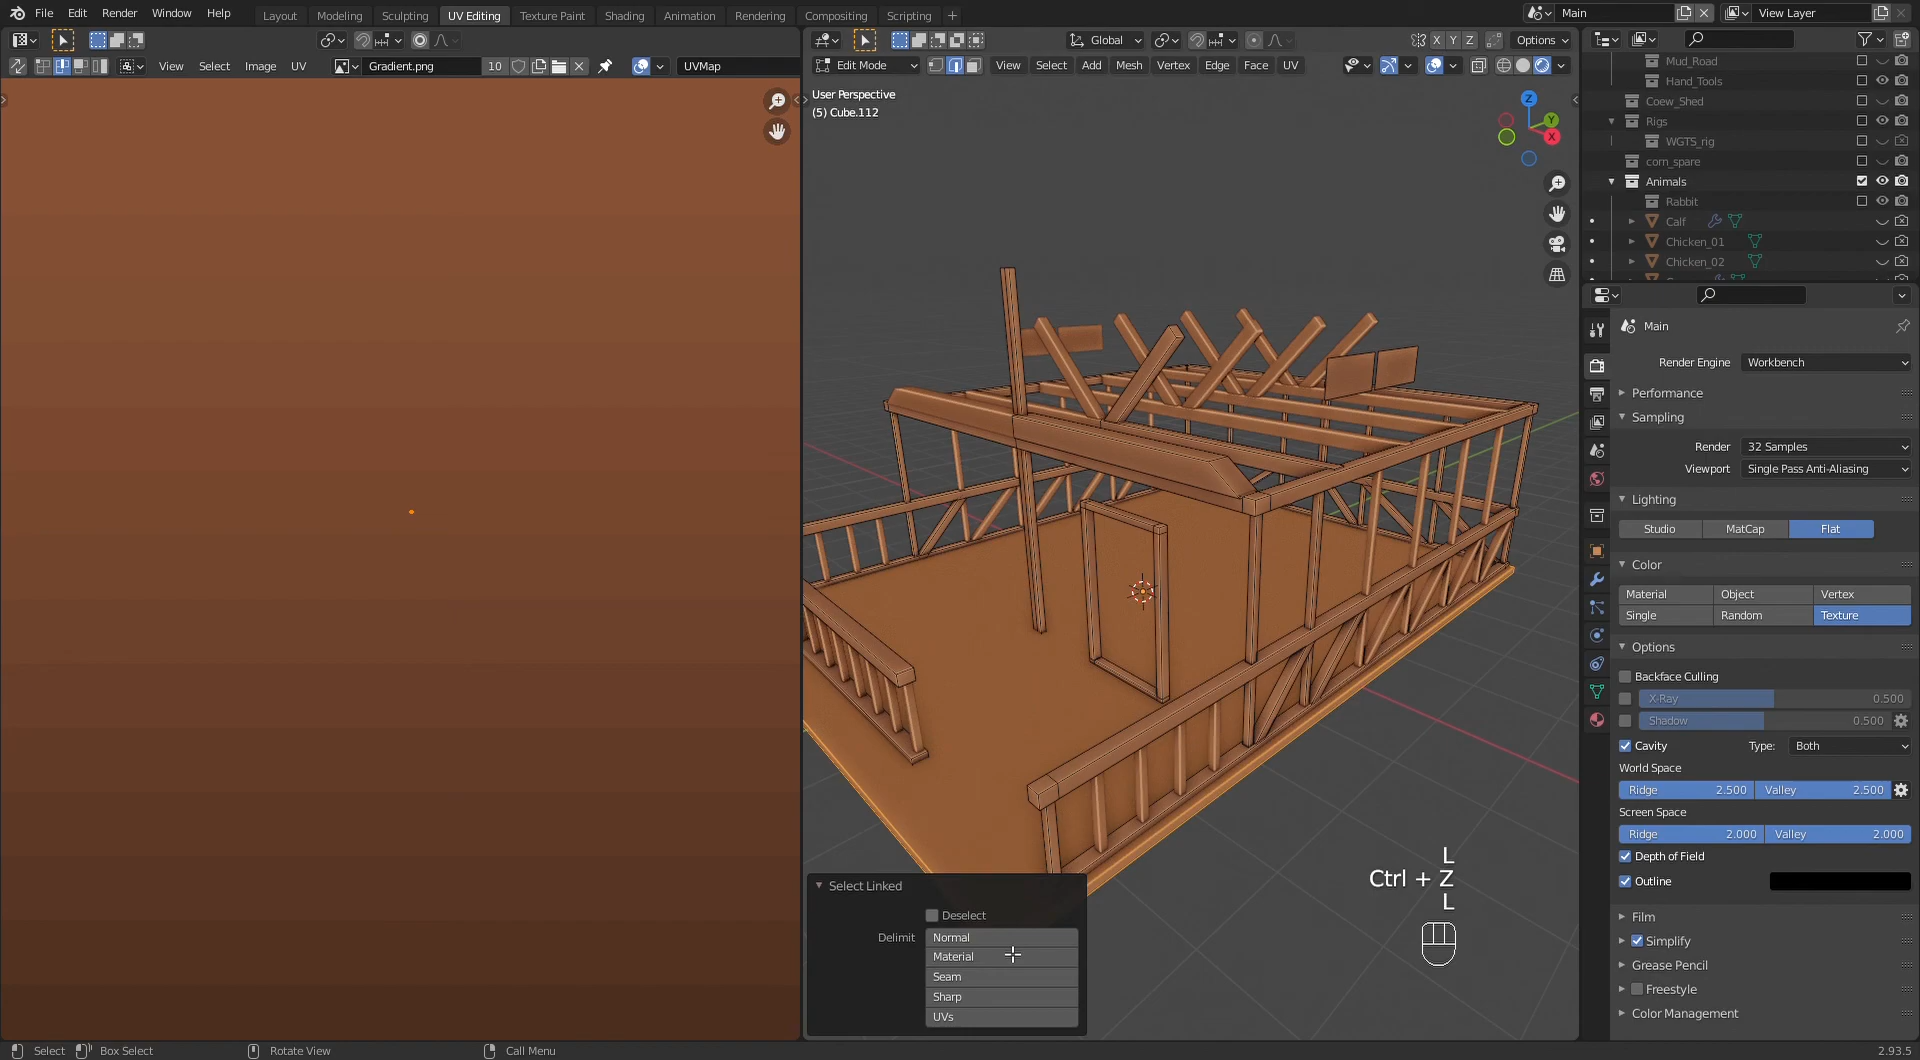 File Edit Render Window Help Layout Modeling Sculpting UV Editing Texture Paint Shading Animation Rendering Compositing Scripting + Main View Layer
Global X Y Z Options
View Select Image UV Gradient.png 10 UVMap Edit Mode View Select Add Mesh Vertex Edge Face UV
User Perspective
(5) Cube.112
Z
Y
X
Mud_Road
Hand_Tools
Coew_Shed
Rigs
WGTS_rig
corn_spare
Animals
Rabbit
Calf
Chicken_01
Chicken_02
Main
Render Engine Workbench
Performance
Sampling
Render 32 Samples
Viewport Single Pass Anti-Aliasing
Lighting
Studio MatCap Flat
Color
Material Object Vertex
Single Random Texture
Options
Backface Culling
X-Ray 0.500
Shadow 0.500
Cavity Type: Both
World Space
Ridge 2.500 Valley 2.500
Screen Space
Ridge 2.000 Valley 2.000
Depth of Field
Outline
Film
Simplify
Grease Pencil
Freestyle
Color Management
L
Ctrl + Z
L
Select Linked
Deselect
Delimit Normal
Material
Seam
Sharp
UVs
Select Box Select Rotate View Call Menu 2.93.5